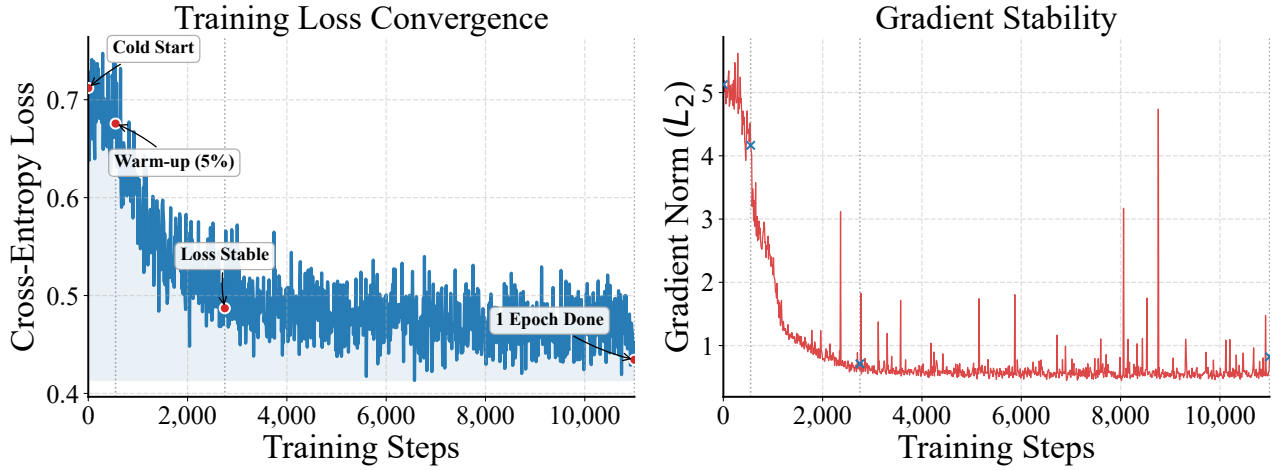 Training Loss Convergence
Cross-Entropy Loss
0.7
0.6
0.5
0.4
Cold Start
Warm-up (5%)
Loss Stable
1 Epoch Done
0
2,000
4,000
6,000
8,000
10,000
Training Steps
Gradient Stability
Gradient Norm (L₂)
5
4
3
2
1
0
2,000
4,000
6,000
8,000
10,000
Training Steps